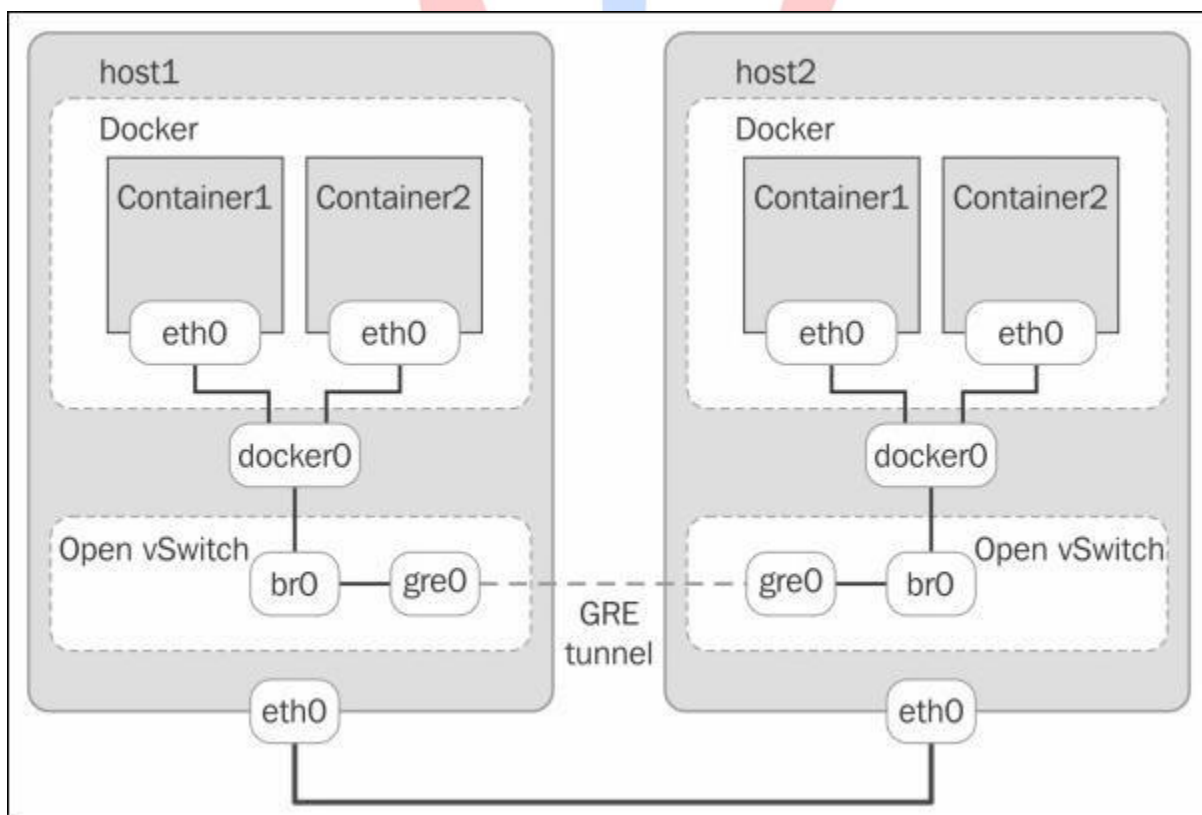 host1
Docker
Container1
Container2
eth0
eth0
docker0
Open vSwitch
br0
gre0
eth0
GRE
tunnel
host2
Docker
Container1
Container2
eth0
eth0
docker0
Open vSwitch
gre0
br0
eth0